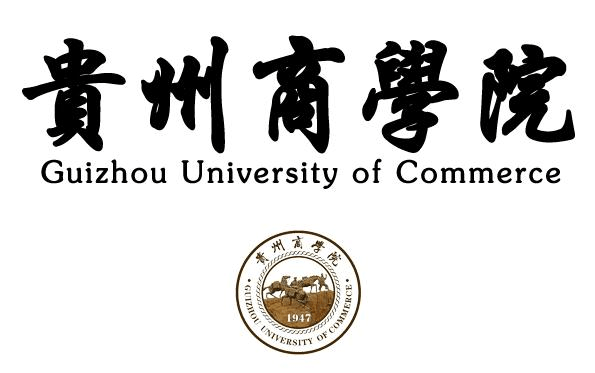 貴州商學院
Guizhou University of Commerce
貴州商學院
1947
• GUIZHOU UNIVERSITY OF COMMERCE •